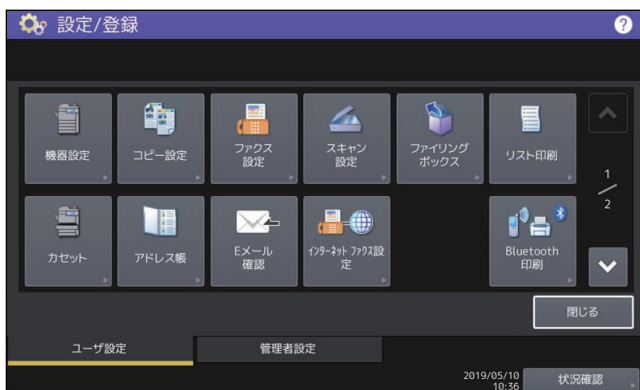 設定/登録
?
機器設定
コピー設定
ファクス
設定
スキャン
設定
ファイリング
ボックス
リスト印刷
1
2
カセット
アドレス帳
Eメール
確認
インターネット ファクス設
定
Bluetooth
印刷
閉じる
ユーザ設定
管理者設定
2019/05/10
10:36
状況確認